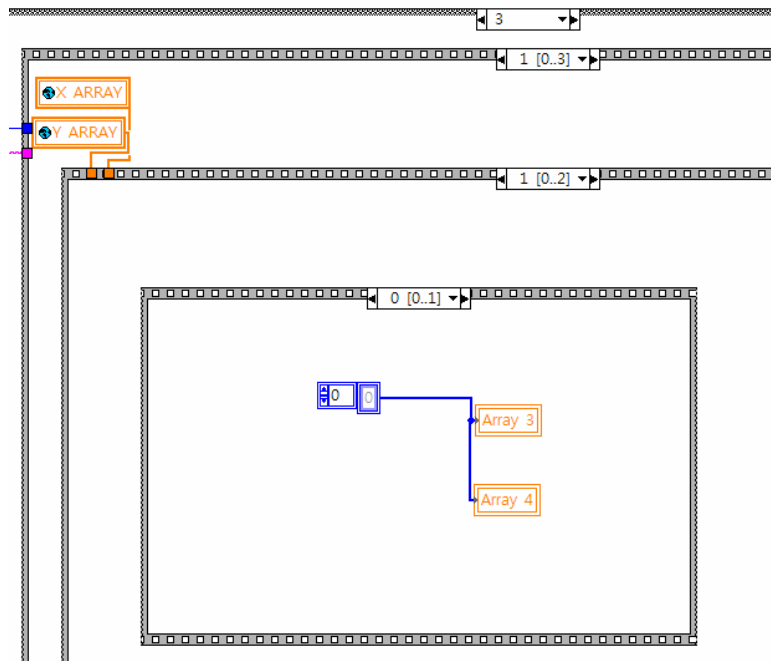 3
1 [0..3]
X ARRAY
Y ARRAY
1 [0..2]
0 [0..1]
0 0
Array 3
Array 4